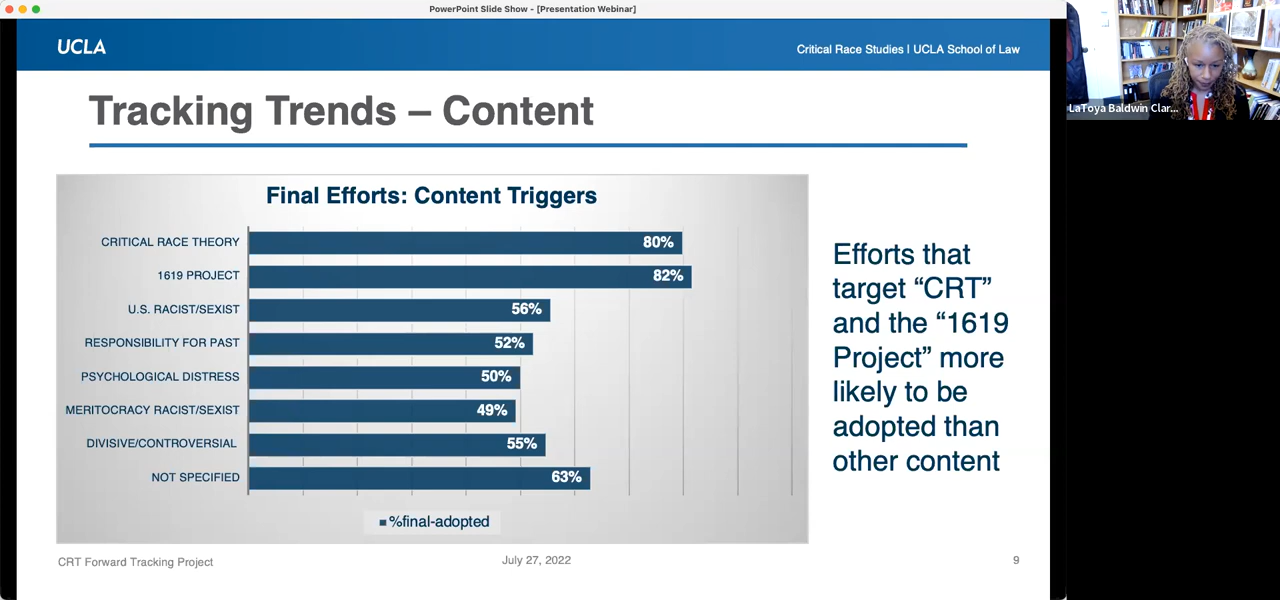 PowerPoint Slide Show - [Presentation Webinar]
UCLA
Critical Race Studies | UCLA School of Law
LaToya Baldwin Clar...
Tracking Trends – Content
Final Efforts: Content Triggers
CRITICAL RACE THEORY 80%
1619 PROJECT 82%
U.S. RACIST/SEXIST 56%
RESPONSIBILITY FOR PAST 52%
PSYCHOLOGICAL DISTRESS 50%
MERITOCRACY RACIST/SEXIST 49%
DIVISIVE/CONTROVERSIAL 55%
NOT SPECIFIED 63%
%final-adopted
Efforts that
target “CRT”
and the “1619
Project” more
likely to be
adopted than
other content
CRT Forward Tracking Project
July 27, 2022
9